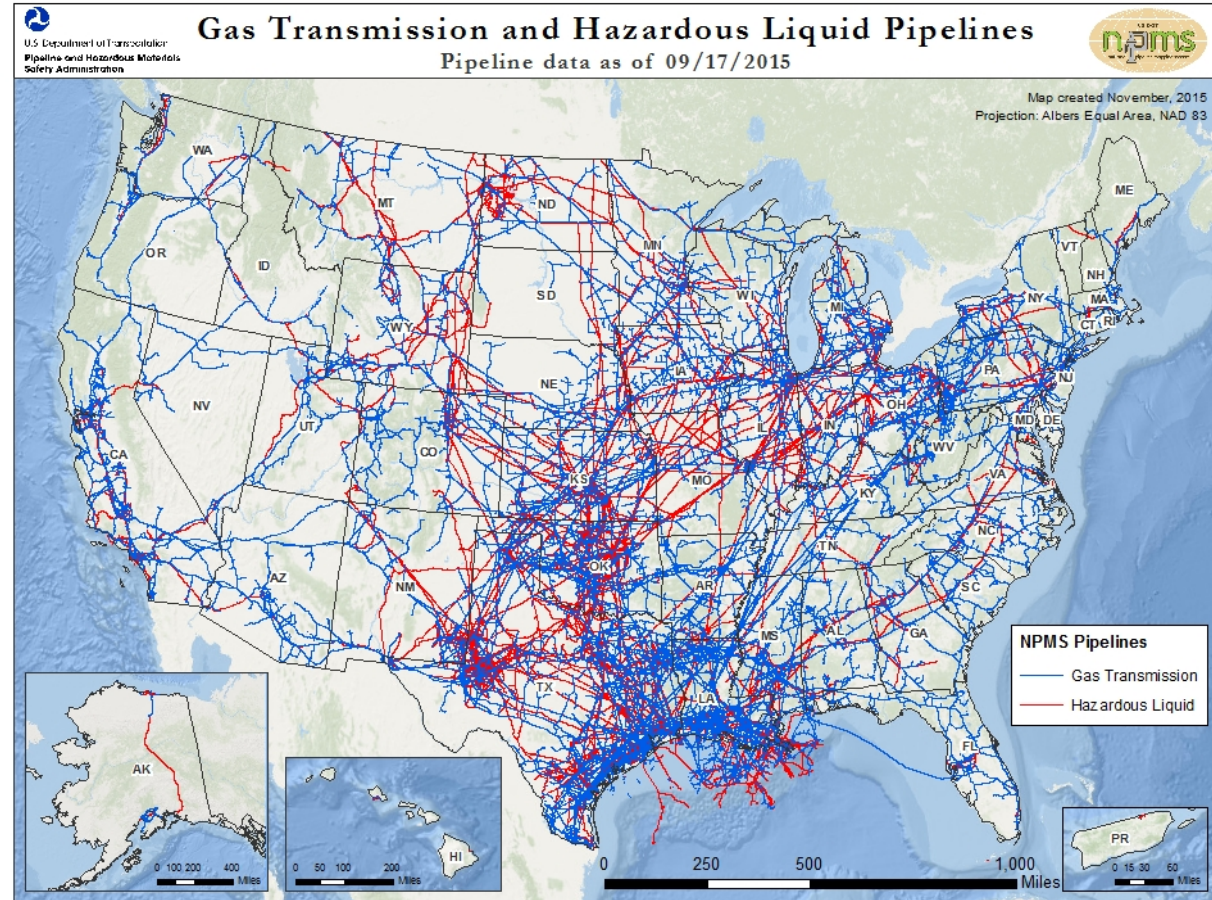 U.S. Department of Transportation
Pipeline and Hazardous Materials
Safety Administration
Gas Transmission and Hazardous Liquid Pipelines
Pipeline data as of 09/17/2015
npms
Map created November, 2015
Projection: Albers Equal Area, NAD 83
WA
MT
ND
MN
ME
VT
NH
OR
ID
SD
WI
MI
NY
MA
CT RI
WY
NE
IA
PA
NJ
NV
UT
CO
IL
IN
OH
MD DE
WV
CA
KS
MO
KY
VA
AZ
NM
OK
AR
TN
NC
SC
TX
LA
MS
AL
GA
FL
NPMS Pipelines
Gas Transmission
Hazardous Liquid
AK
0 100 200 400
Miles
HI
0 50 100 200
Miles
0 250 500 1,000
Miles
PR
0 15 30 60
Miles